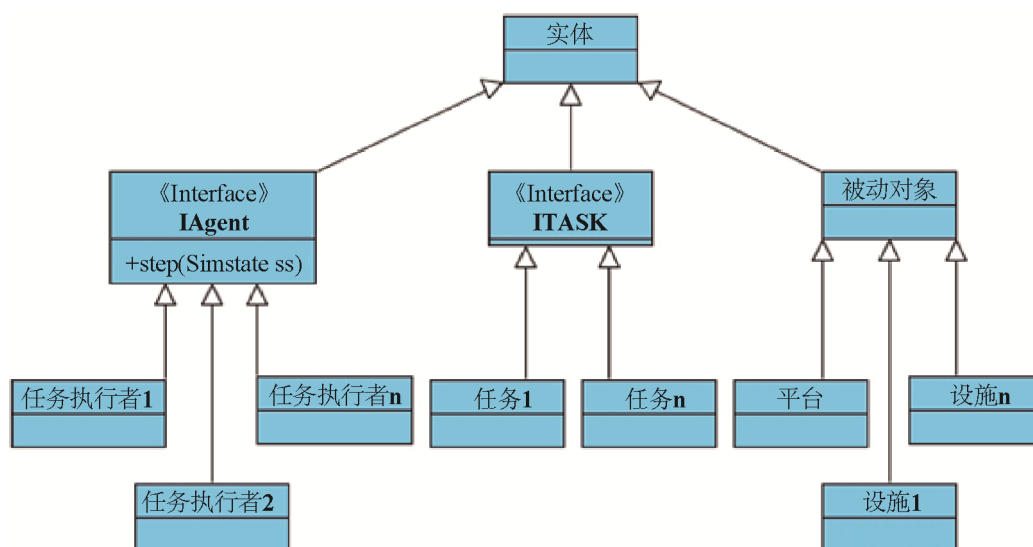 实体
《Interface》
IAgent
+step(Simstate ss)
《Interface》
ITASK
被动对象
任务执行者1
任务执行者n
任务1
任务n
平台
设施n
任务执行者2
设施1